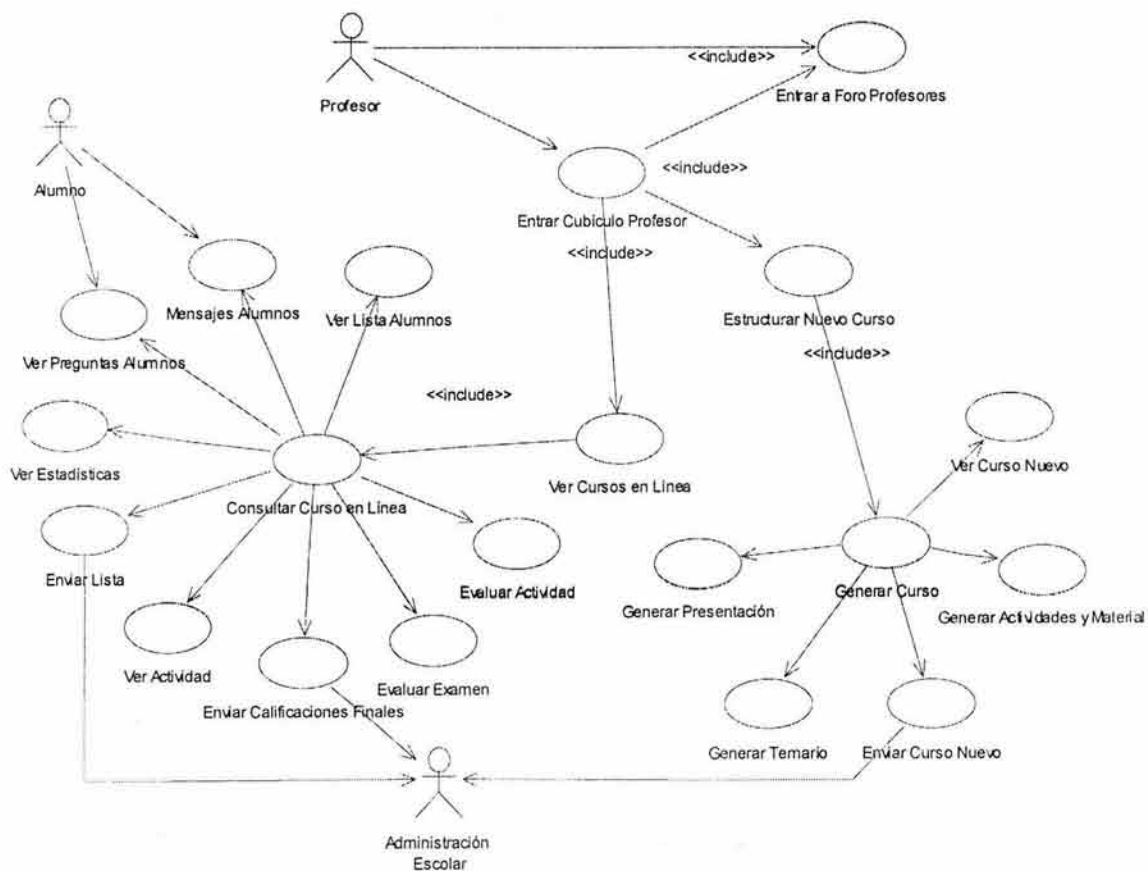 <<include>>
Profesor
Entrar a Foro Profesores
Alumno
<<include>>
Entrar Cubículo Profesor
<<include>>
Mensajes Alumnos
Ver Lista Alumnos
Estructurar Nuevo Curso
Ver Preguntas Alumnos
<<include>>
<<include>>
Ver Curso Nuevo
Ver Estadísticas
Ver Cursos en Línea
Consultar Curso en Línea
Enviar Lista
Evaluar Actividad
Generar Curso
Generar Presentación
Generar Actividades y Material
Ver Actividad
Evaluar Examen
Enviar Calificaciones Finales
Generar Temario
Enviar Curso Nuevo
Administración
Escolar